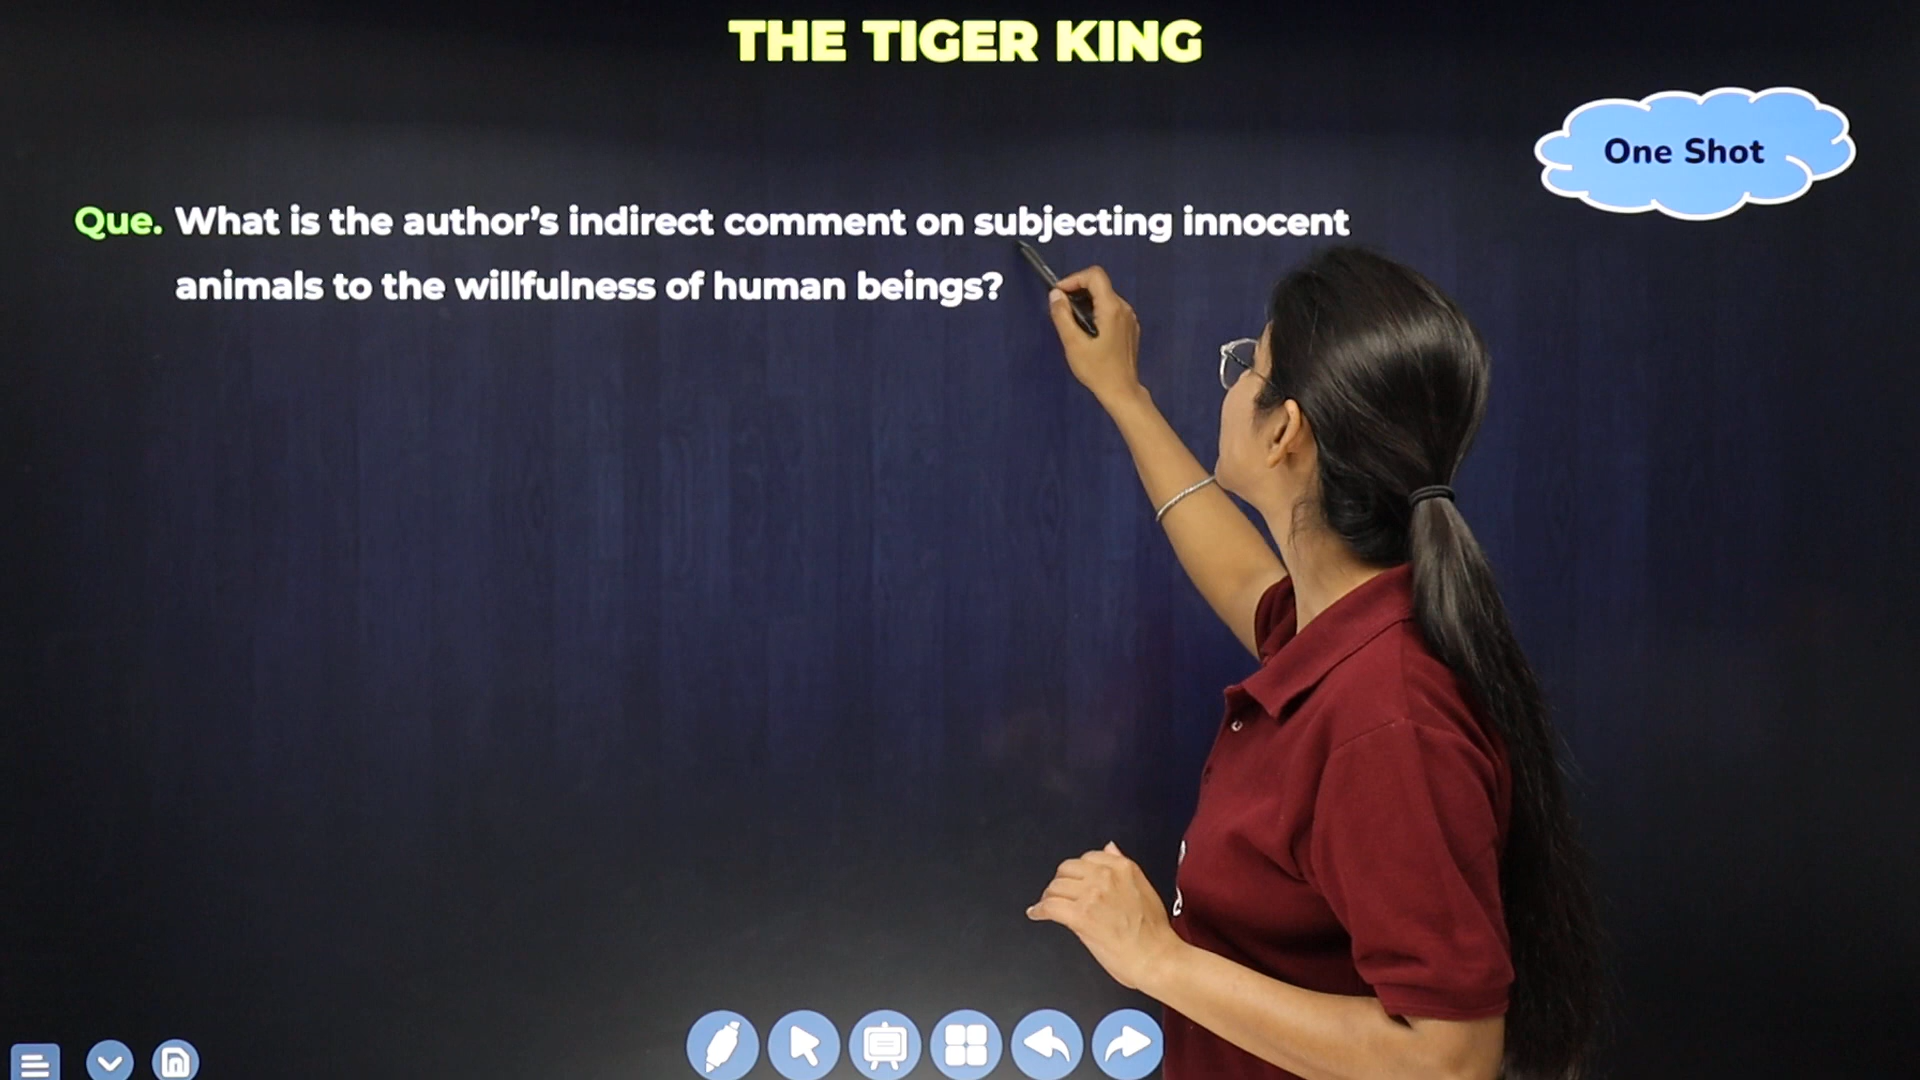 THE TIGER KING
One Shot
Que. What is the author's indirect comment on subjecting innocent
animals to the willfulness of human beings?